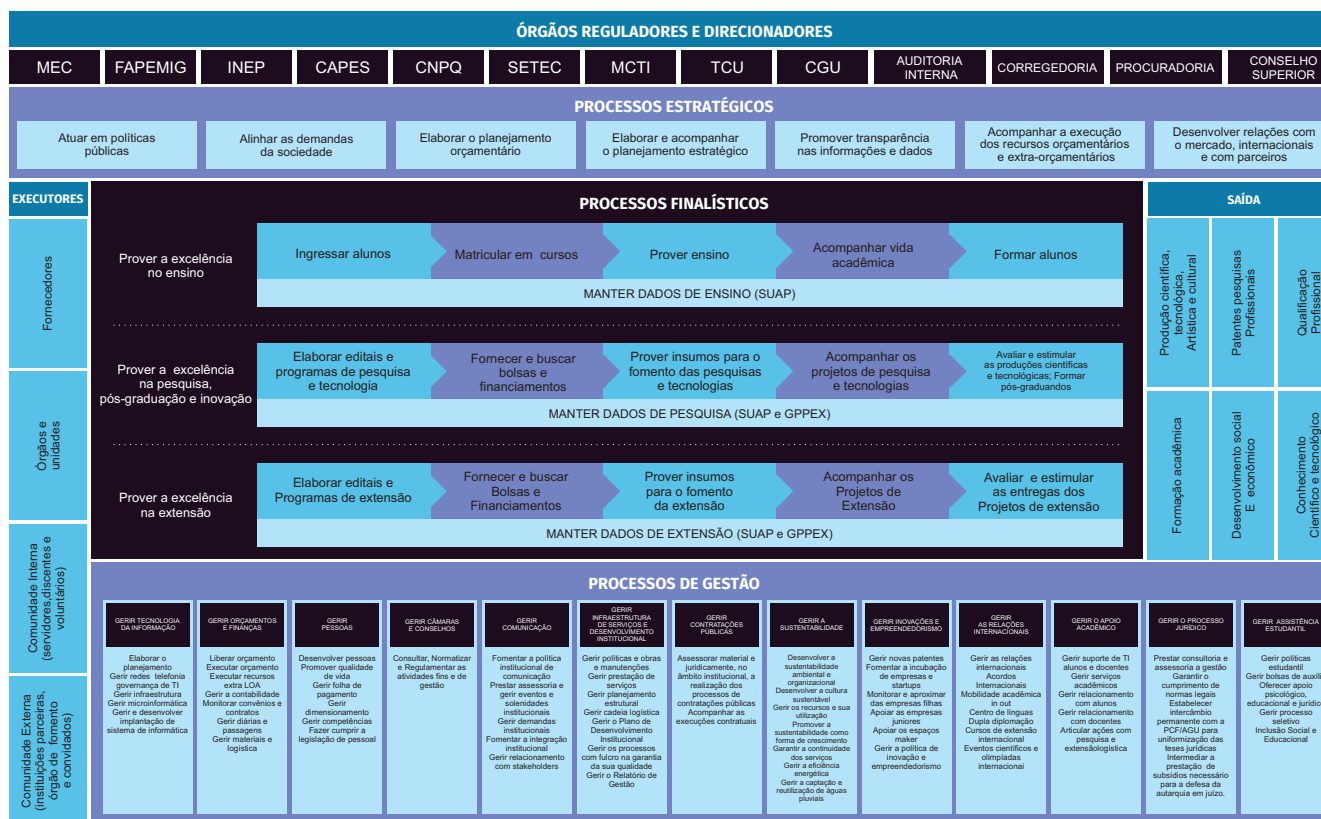 ÓRGÃOS REGULADORES E DIRECIONADORES
MEC
FAPEMIG
INEP
CAPES
CNPQ
SETEC
MCTI
TCU
CGU
AUDITORIA
INTERNA
CORREGEDORIA
PROCURADORIA
CONSELHO
SUPERIOR
PROCESSOS ESTRATÉGICOS
Atuar em políticas
públicas
Alinhar as demandas
da sociedade
Elaborar o planejamento
orçamentário
Elaborar e acompanhar
o planejamento estratégico
Promover transparência
nas informações e dados
Acompanhar a execução
dos recursos orçamentários
e extra-orçamentários
Desenvolver relações com
o mercado, internacionais
e com parceiros
EXECUTORES
Fornecedores
Órgãos e
unidades
Comunidade Interna
(servidores,discentes e
voluntários)
Comunidade Externa
(instituições parceiras,
órgão de fomento
e convidados)
PROCESSOS FINALÍSTICOS
Prover a excelência
no ensino
Ingressar alunos
Matricular em cursos
Prover ensino
Acompanhar vida
acadêmica
Formar alunos
MANTER DADOS DE ENSINO (SUAP)
Prover a excelência
na pesquisa,
pós-graduação e inovação
Elaborar editais e
programas de pesquisa
e tecnologia
Fornecer e buscar
bolsas e
financiamentos
Prover insumos para o
fomento das pesquisas
e tecnologias
Acompanhar os
projetos de pesquisa
e tecnologias
Avaliar e estimular
as produções científicas
e tecnológicas; Formar
pós-graduandos
MANTER DADOS DE PESQUISA (SUAP e GPPEX)
Prover a excelência
na extensão
Elaborar editais e
Programas de extensão
Fornecer e buscar
Bolsas e
Financiamentos
Prover insumos
para o fomento
da extensão
Acompanhar os
Projetos de
Extensão
Avaliar e estimular
as entregas dos
Projetos de extensão
MANTER DADOS DE EXTENSÃO (SUAP e GPPEX)
SAÍDA
Produção científica,
tecnológica,
Artística e cultural
Patentes pesquisas
Profissionais
Qualificação
Profissional
Formação acadêmica
Desenvolvimento social
E econômico
Conhecimento
Científico e tecnológico
PROCESSOS DE GESTÃO
GERIR TECNOLOGIA
DA INFORMAÇÃO
Elaborar o
planejamento
Gerir redes telefonia
governança de TI
Gerir infraestrutura
Gerir microinformática
Gerir e desenvolver
implantação de
sistema de informática
GERIR ORÇAMENTOS
E FINANÇAS
Liberar orçamento
Executar orçamento
Executar recursos
extra LOA
Gerir a contabilidade
Monitorar convênios e
contratos
Gerir diárias e
passagens
Gerir materiais e
logística
GERIR
PESSOAS
Desenvolver pessoas
Promover qualidade
de vida
Gerir folha de
pagamento
Gerir
dimensionamento
Gerir competências
Fazer cumprir a
legislação de pessoal
GERIR CÂMARAS
E CONSELHOS
Consultar, Normatizar
e Regulamentar as
atividades fins e de
gestão
GERIR
COMUNICAÇÃO
Fomentar a política
institucional de
comunicação
Prestar assessoria e
gerir eventos e
solenidades
institucionais
Gerir demandas
institucionais
Fomentar a integração
institucional
Gerir relacionamento
com stakeholders
GERIR
INFRAESTRUTURA
DE SERVIÇOS E
DESENVOLVIMENTO
INSTITUCIONAL
Gerir políticas e obras
e manutenções
Gerir prestação de
serviços
Gerir planejamento
estrutural
Gerir cadeia logística
Gerir o Plano de
Desenvolvimento
Institucional
Gerir os processos
com fulcro na garantia
da sua qualidade
Gerir o Relatório de
Gestão
GERIR
CONTRATAÇÕES
PÚBLICAS
Assessorar material e
juridicamente, no
âmbito institucional, a
realização dos
processos de
contratações públicas
Acompanhar as
execuções contratuais
GERIR A
SUSTENTABILIDADE
Desenvolver a
sustentabilidade
ambiental e
organizacional
Desenvolver a cultura
sustentável
Gerir os recursos e sua
utilização
Promover a
sustentabilidade como
forma de crescimento
Garantir a continuidade
dos serviços
Gerir a eficiência
energética
Gerir a captação e
reutilização de águas
pluviais
GERIR INOVAÇÕES E
EMPREENDEDORISMO
Gerir novas patentes
Fomentar a incubação
de empresas e
startups
Monitorar e aproximar
das empresas filhas
Apoiar as empresas
juniores
Apoiar os espaços
maker
Gerir a política de
inovação e
empreendedorismo
GERIR
AS RELAÇÕES
INTERNACIONAIS
Gerir as relações
internacionais
Acordos
Internacionais
Mobilidade acadêmica
in out
Centro de línguas
Dupla diplomação
Cursos de extensão
internacional
Eventos científicos e
olimpíadas
internacional
GERIR O APOIO
ACADÊMICO
Gerir suporte de TI
alunos e docentes
Gerir serviços
acadêmicos
Gerir relacionamento
com alunos
Gerir relacionamento
com docentes
Articular ações com
pesquisa e
extensãologística
GERIR O PROCESSO
JURÍDICO
Prestar consultoria e
assessoria a gestão
Garantir o
cumprimento de
normas legais
Estabelecer
intercâmbio
permanente com a
PCF/AGU para
uniformização das
teses jurídicas
Intermediar a
prestação de
subsídios necessário
para a defesa da
autarquia em juízo.
GERIR ASSISTÊNCIA
ESTUDANTIL
Gerir políticas
estudantil
Gerir bolsas de auxíli
Oferecer apoio
psicológico,
educacional e jurídico
Gerir processo
seletivo
Inclusão Social e
Educacional